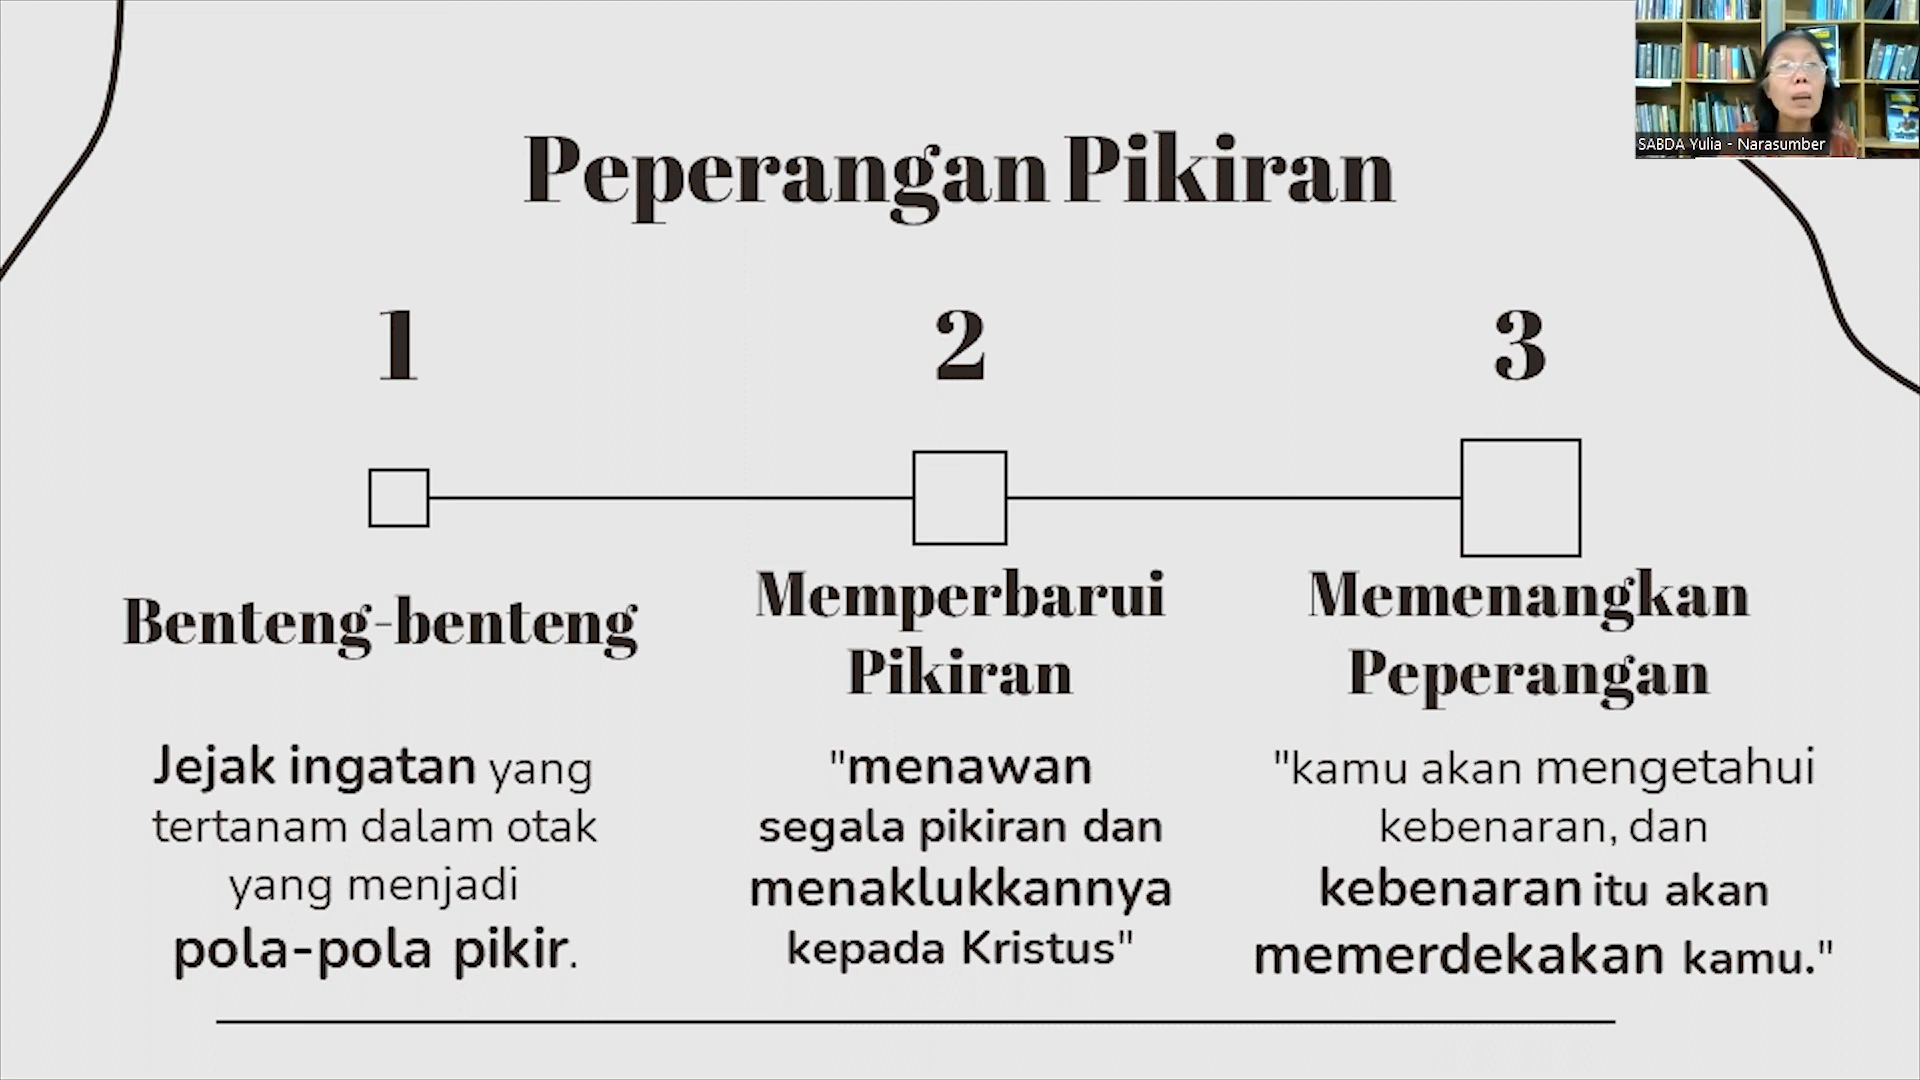 SABDA Yulia - Narasumber
Peperangan Pikiran
1
2
3
Benteng-benteng
Jejak ingatan yang
tertanam dalam otak
yang menjadi
pola-pola pikir.
Memperbarui
Pikiran
"menawan
segala pikiran dan
menaklukkannya
kepada Kristus"
Memenangkan
Peperangan
"kamu akan mengetahui
kebenaran, dan
kebenaran itu akan
memerdekakan kamu."